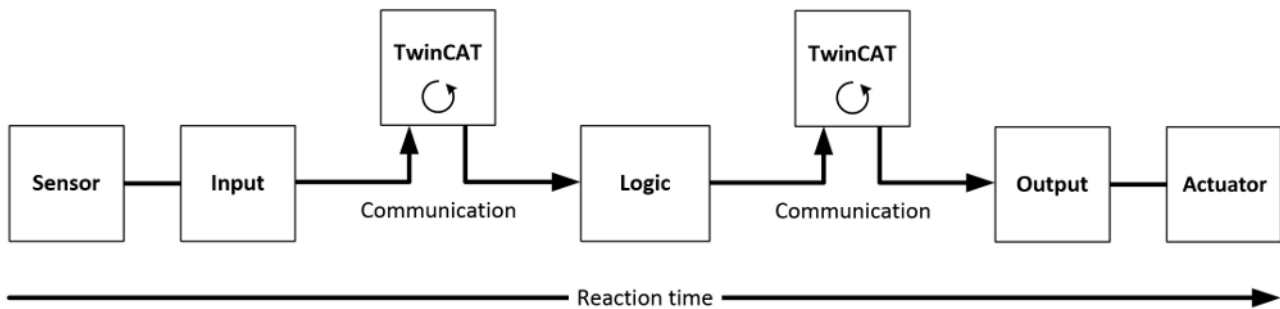 TwinCAT
TwinCAT
Sensor
Input
Communication
Logic
Communication
Output
Actuator
Reaction time